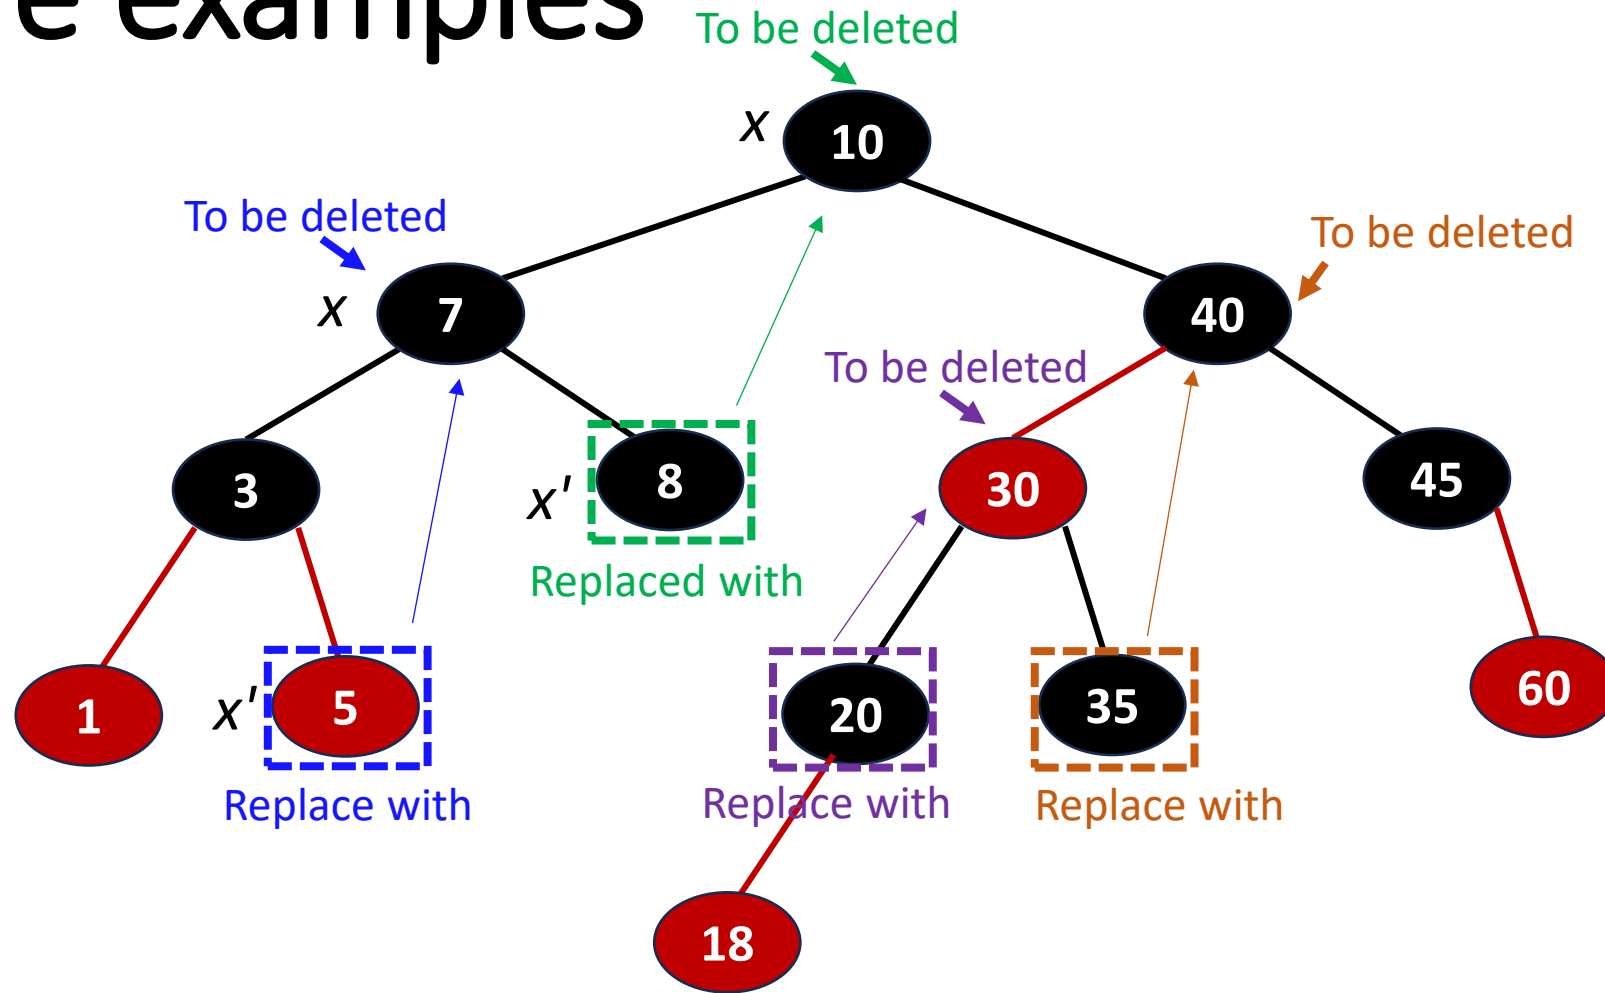 e examples
To be deleted
x
10
To be deleted
To be deleted
x
7
40
To be deleted
3
x'
8
30
45
Replaced with
1
x'
5
20
35
60
Replace with
Replace with
Replace with
18